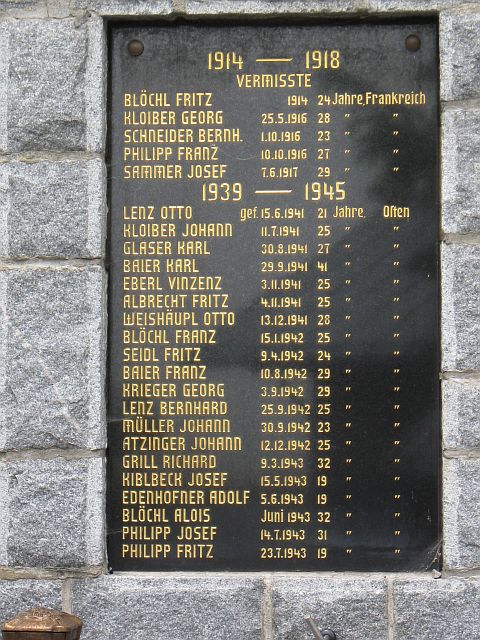 1914 — 1918
VERMISSTE
BLÖCHL FRITZ 1914 24 Jahre, Frankreich
KLOIBER GEORG 25.5.1916 28 " "
SCHNEIDER BERNH. 1.10.1916 23 " "
PHILIPP FRANZ 10.10.1916 27 " "
SAMMER JOSEF 7.6.1917 29 " "
1939 — 1945
LENZ OTTO gef. 15.6.1941 21 Jahre, Osten
KLOIBER JOHANN 11.7.1941 25 " "
GLASER KARL 30.8.1941 27 " "
BAIER KARL 29.9.1941 41 " "
EBERL VINZENZ 3.11.1941 25 " "
ALBRECHT FRITZ 4.11.1941 25 " "
WEISHÄUPL OTTO 13.12.1941 28 " "
BLÖCHL FRANZ 15.1.1942 25 " "
SEIDL FRITZ 9.4.1942 24 " "
BAIER FRANZ 10.8.1942 29 " "
KRIEGER GEORG 3.9.1942 29 " "
LENZ BERNHARD 25.9.1942 25 " "
MÜLLER JOHANN 30.9.1942 23 " "
ATZINGER JOHANN 12.12.1942 25 " "
GRILL RICHARD 9.3.1943 32 " "
KIBLBECK JOSEF 15.5.1943 19 " "
EDENHOFNER ADOLF 5.6.1943 19 " "
BLÖCHL ALOIS Juni 1943 32 " "
PHILIPP JOSEF 14.7.1943 31 " "
PHILIPP FRITZ 23.7.1943 19 " "